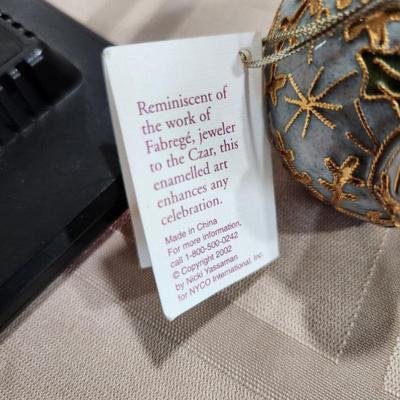 Reminiscent of
the work of
Fabregé, jeweler
to the Czar, this
enamelled art
enhances any
celebration.
Made in China
For more information,
call 1-800-500-0242
© Copyright 2002
by Nicki Yassaman
for NYCO International, Inc.